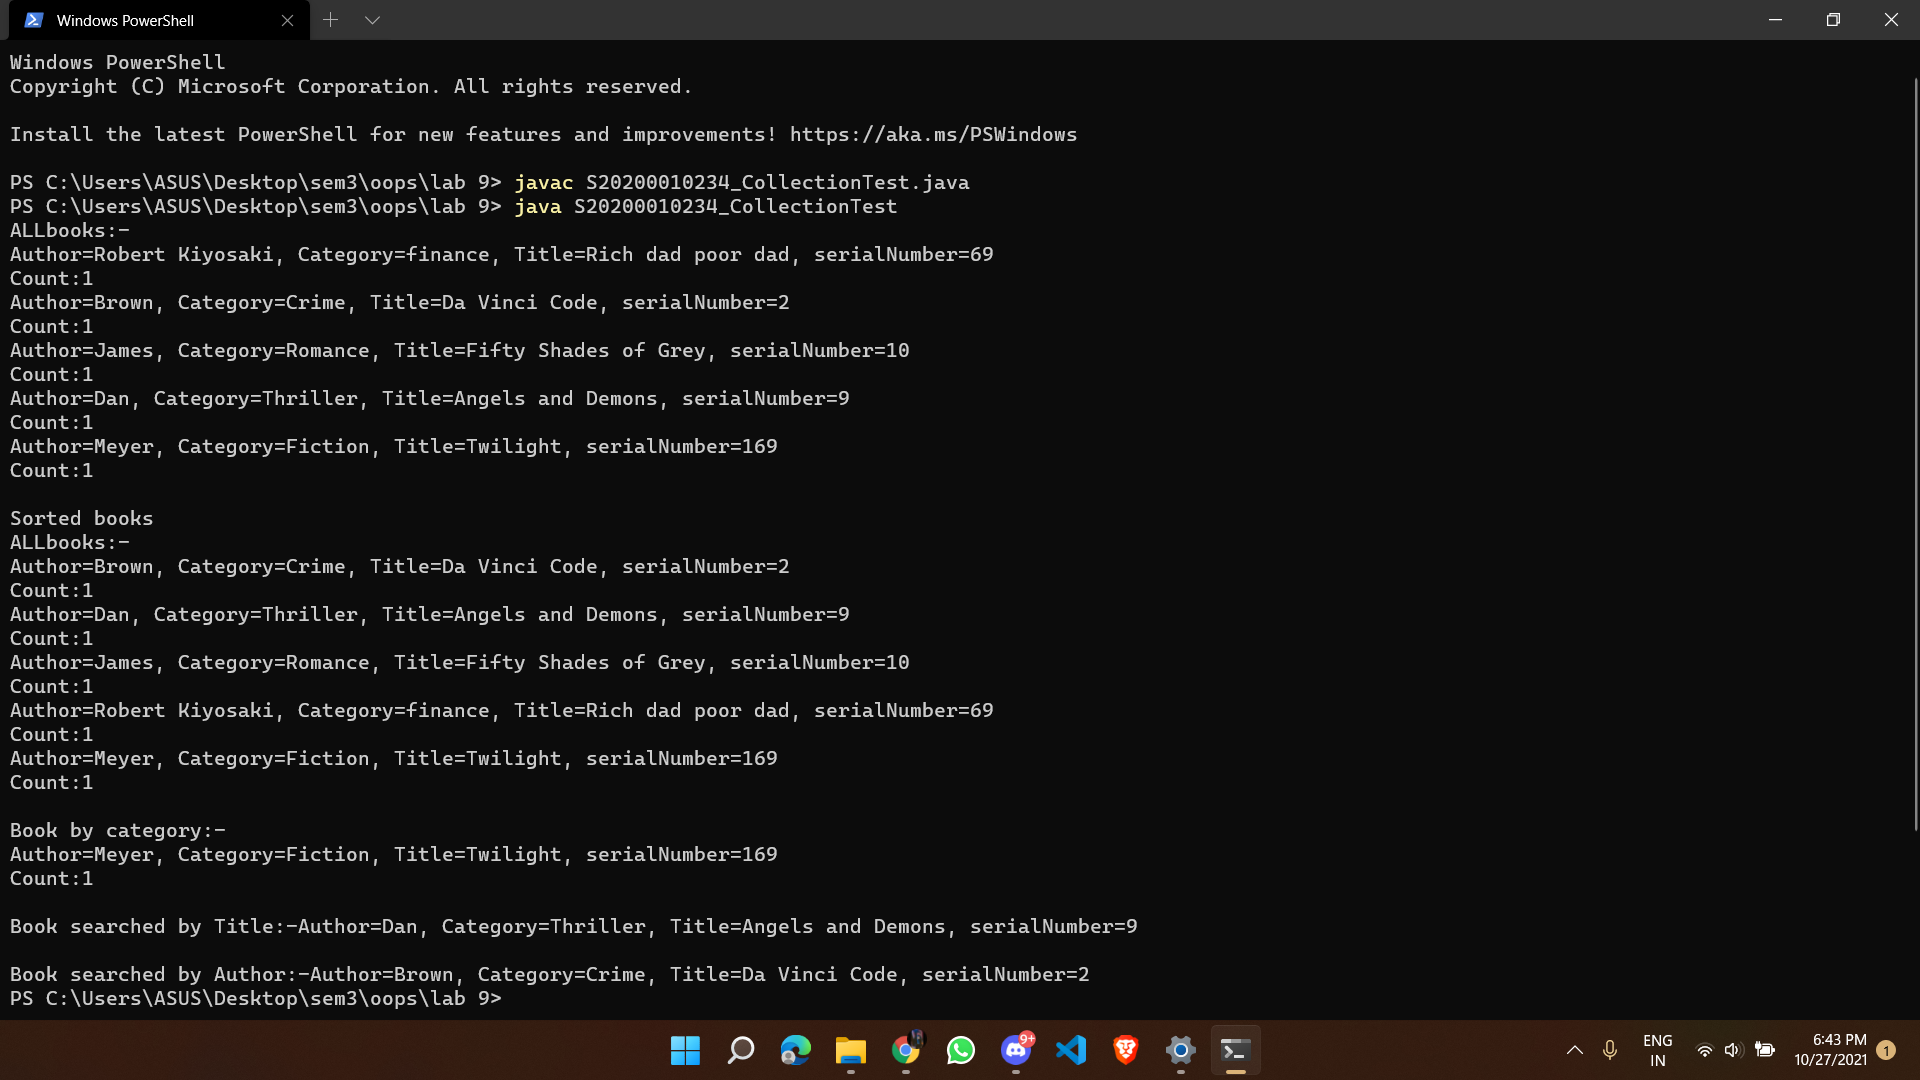 Windows PowerShell
Windows PowerShell
Copyright (C) Microsoft Corporation. All rights reserved.
Install the latest PowerShell for new features and improvements! https://aka.ms/PSWindows
PS C:\Users\ASUS\Desktop\sem3\oops\lab 9> javac S20200010234_CollectionTest.java
PS C:\Users\ASUS\Desktop\sem3\oops\lab 9> java S20200010234_CollectionTest
ALLbooks:-
Author=Robert Kiyosaki, Category=finance, Title=Rich dad poor dad, serialNumber=69
Count:1
Author=Brown, Category=Crime, Title=Da Vinci Code, serialNumber=2
Count:1
Author=James, Category=Romance, Title=Fifty Shades of Grey, serialNumber=10
Count:1
Author=Dan, Category=Thriller, Title=Angels and Demons, serialNumber=9
Count:1
Author=Meyer, Category=Fiction, Title=Twilight, serialNumber=169
Count:1
Sorted books
ALLbooks:-
Author=Brown, Category=Crime, Title=Da Vinci Code, serialNumber=2
Count:1
Author=Dan, Category=Thriller, Title=Angels and Demons, serialNumber=9
Count:1
Author=James, Category=Romance, Title=Fifty Shades of Grey, serialNumber=10
Count:1
Author=Robert Kiyosaki, Category=finance, Title=Rich dad poor dad, serialNumber=69
Count:1
Author=Meyer, Category=Fiction, Title=Twilight, serialNumber=169
Count:1
Book by category:-
Author=Meyer, Category=Fiction, Title=Twilight, serialNumber=169
Count:1
Book searched by Title:-Author=Dan, Category=Thriller, Title=Angels and Demons, serialNumber=9
Book searched by Author:-Author=Brown, Category=Crime, Title=Da Vinci Code, serialNumber=2
PS C:\Users\ASUS\Desktop\sem3\oops\lab 9>
9+
ENG
IN
6:43 PM
10/27/2021
1